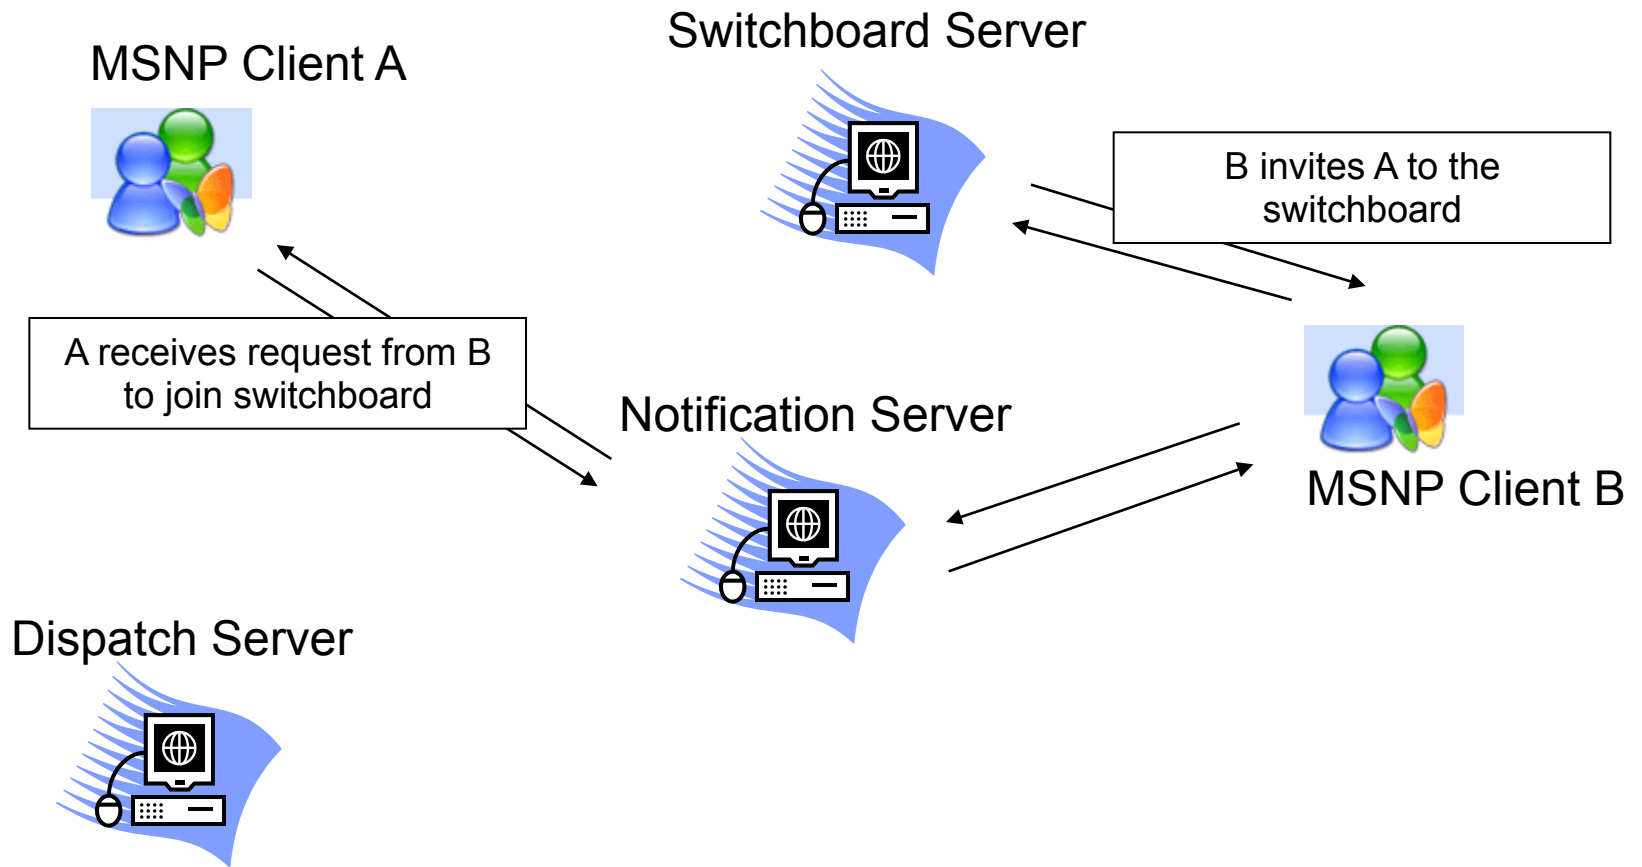 Switchboard Server
MSNP Client A
B invites A to the
switchboard
A receives request from B
to join switchboard
Notification Server
MSNP Client B
Dispatch Server